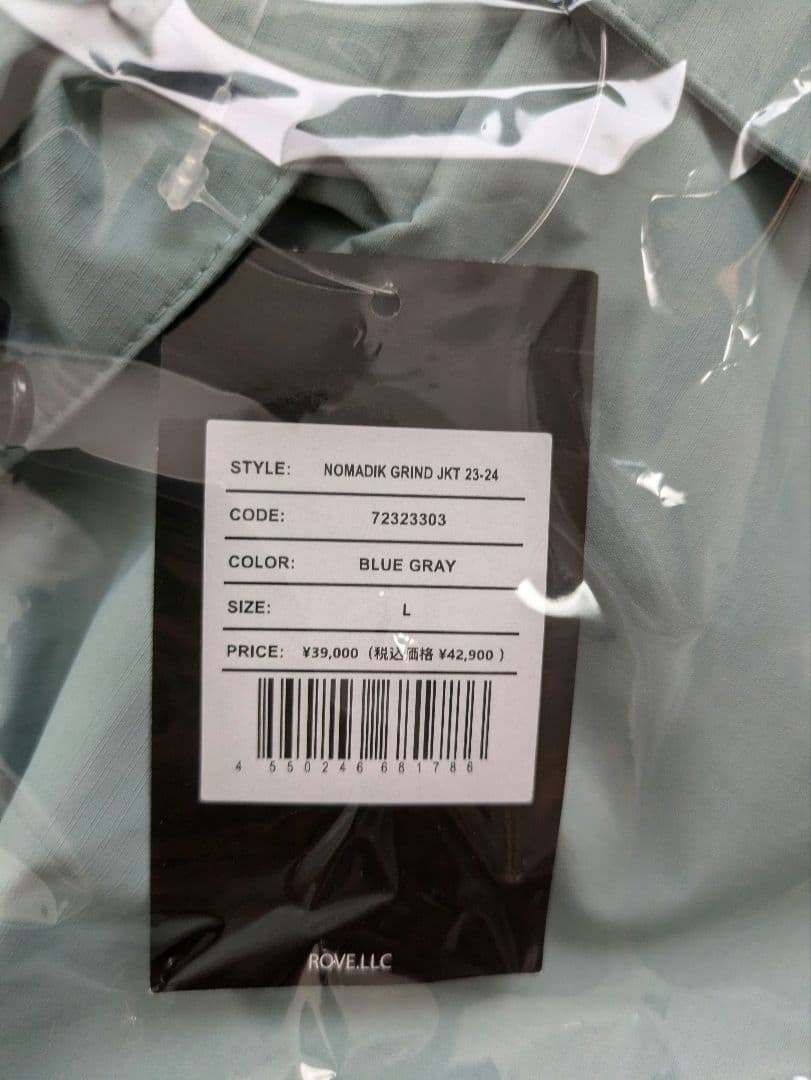 STYLE: NOMADIK GRIND JKT 23-24
CODE: 72323303
COLOR: BLUE GRAY
SIZE: L
PRICE: ¥39,000（税込価格 ¥42,900 ）
4 550246 681786
ROVE.LLC